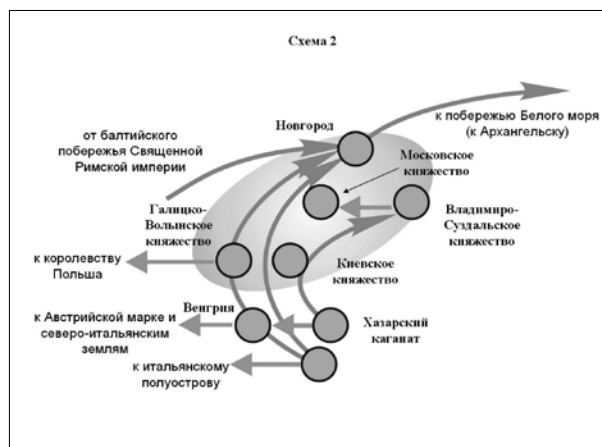 Схема 2
к побережью Белого моря
(к Архангельску)
Новгород
от балтийского
побережья Священной
Римской империи
Московское
княжество
Галицко-
Волынское
княжество
Владимиро-
Суздальское
княжество
к королевству
Польша
Киевское
княжество
Венгрия
к Австрийской марке и
северо-итальянским
землям
Хазарский
каганат
к итальянскому
полуострову